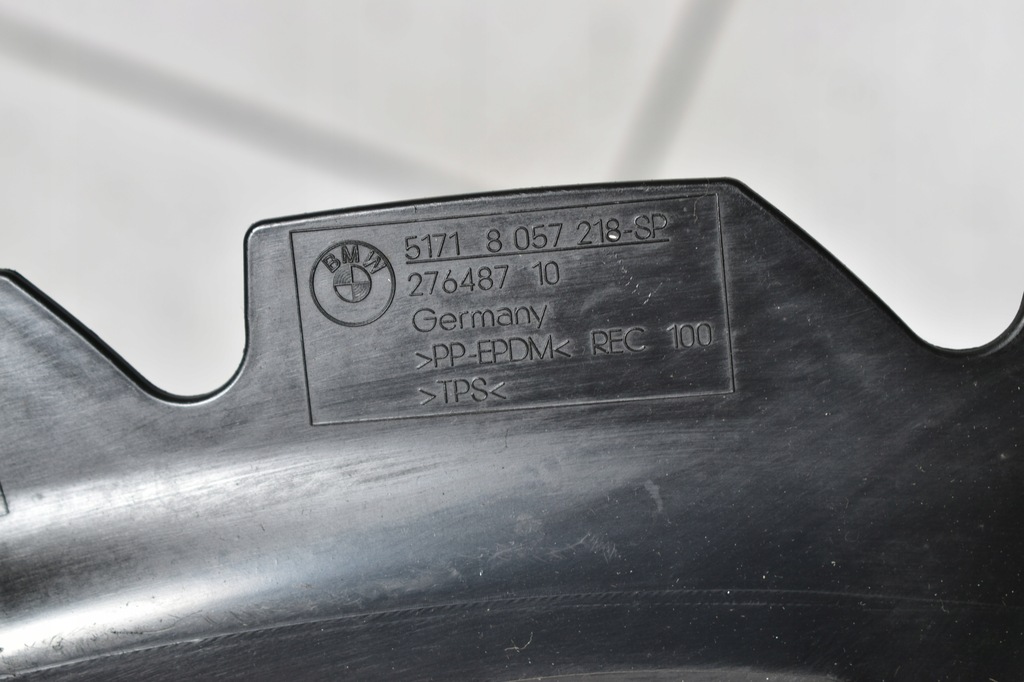 BMW
5171 8 057 218-SP
276487 10
Germany
>PP-EPDM< REC 100
>TPS<